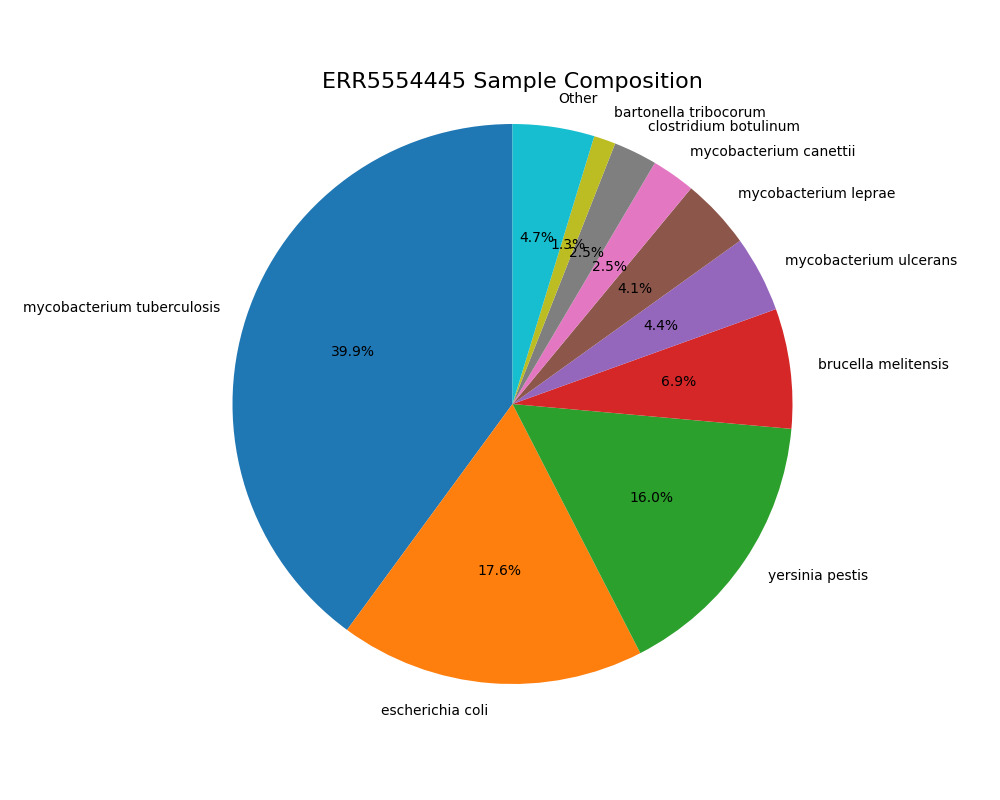 ERR5554445 Sample Composition
Other
bartonella tribocorum
clostridium botulinum
mycobacterium canettii
mycobacterium leprae
mycobacterium ulcerans
mycobacterium tuberculosis
brucella melitensis
yersinia pestis
escherichia coli
4.7%
1.3%
2.5%
2.5%
4.1%
4.4%
39.9%
6.9%
16.0%
17.6%